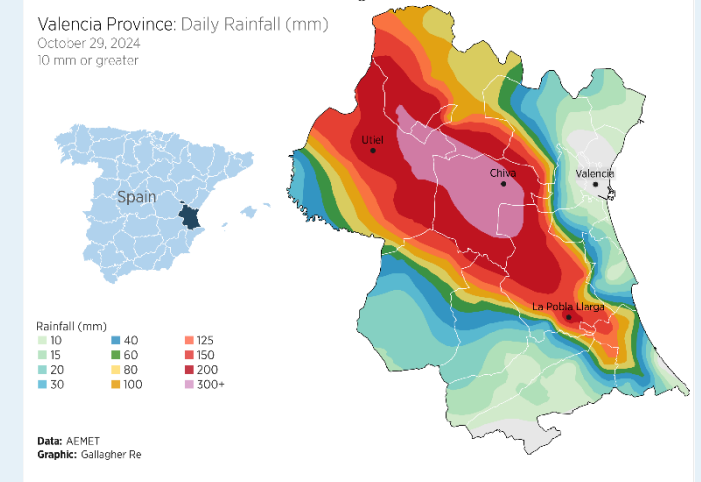 Valencia Province: Daily Rainfall (mm)
October 29, 2024
10 mm or greater
Spain
Utiel
Chiva
Valencia
La Pobla Llarga
Rainfall (mm)
10 40 125
15 60 150
20 80 200
30 100 300+
Data: AEMET
Graphic: Gallagher Re